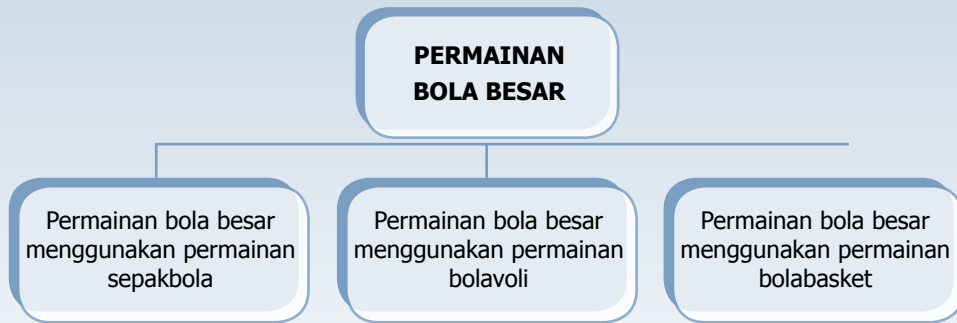 PERMAINAN
BOLA BESAR
Permainan bola besar
menggunakan permainan
sepakbola
Permainan bola besar
menggunakan permainan
bolavoli
Permainan bola besar
menggunakan permainan
bolabasket